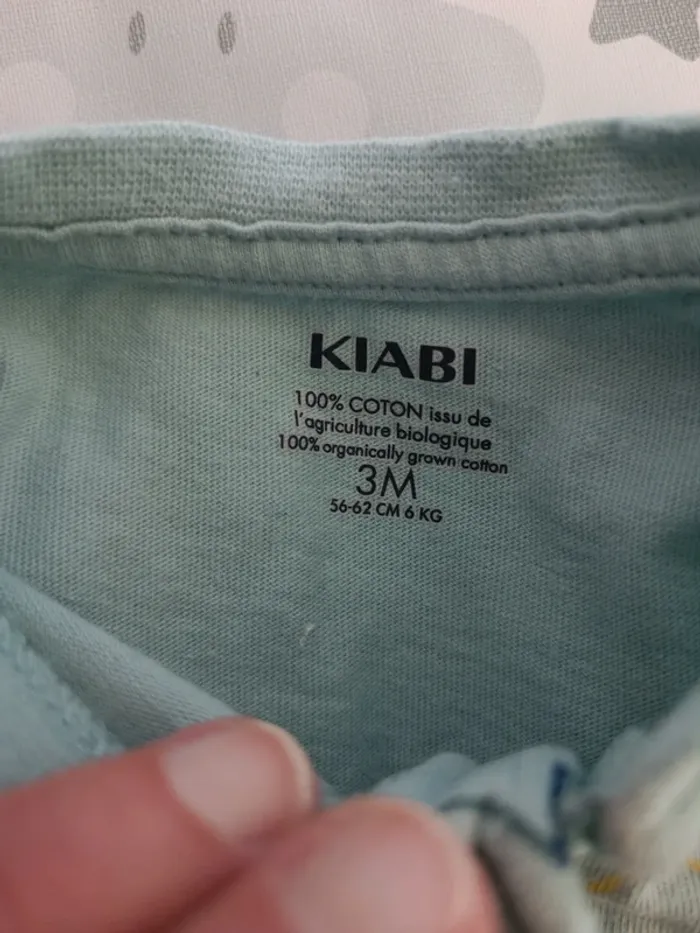 KIABI
100% COTON issu de
l'agriculture biologique
100% organically grown cotton
3M
56-62 CM 6 KG